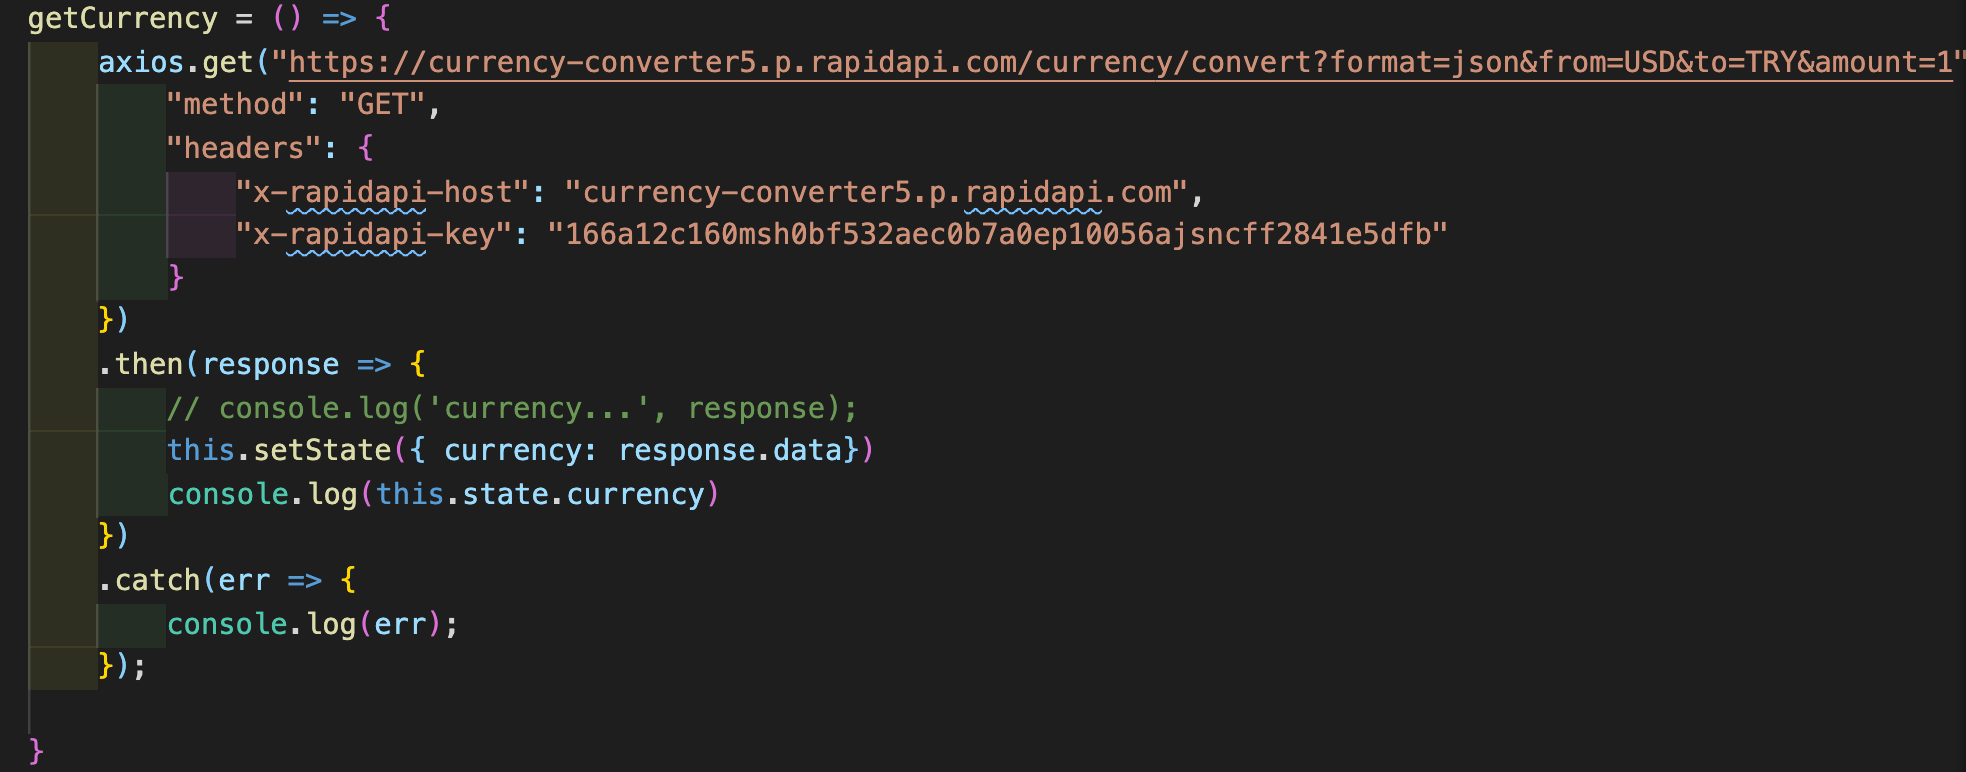 getCurrency = () => {
axios.get("https://currency-converter5.p.rapidapi.com/currency/convert?format=json&from=USD&to=TRY&amount=1"
"method": "GET",
"headers": {
"x-rapidapi-host": "currency-converter5.p.rapidapi.com",
"x-rapidapi-key": "166a12c160msh0bf532aec0b7a0ep10056ajsncff2841e5dfb"
}
})
.then(response => {
// console.log('currency...', response);
this.setState({ currency: response.data})
console.log(this.state.currency)
})
.catch(err => {
console.log(err);
});
}